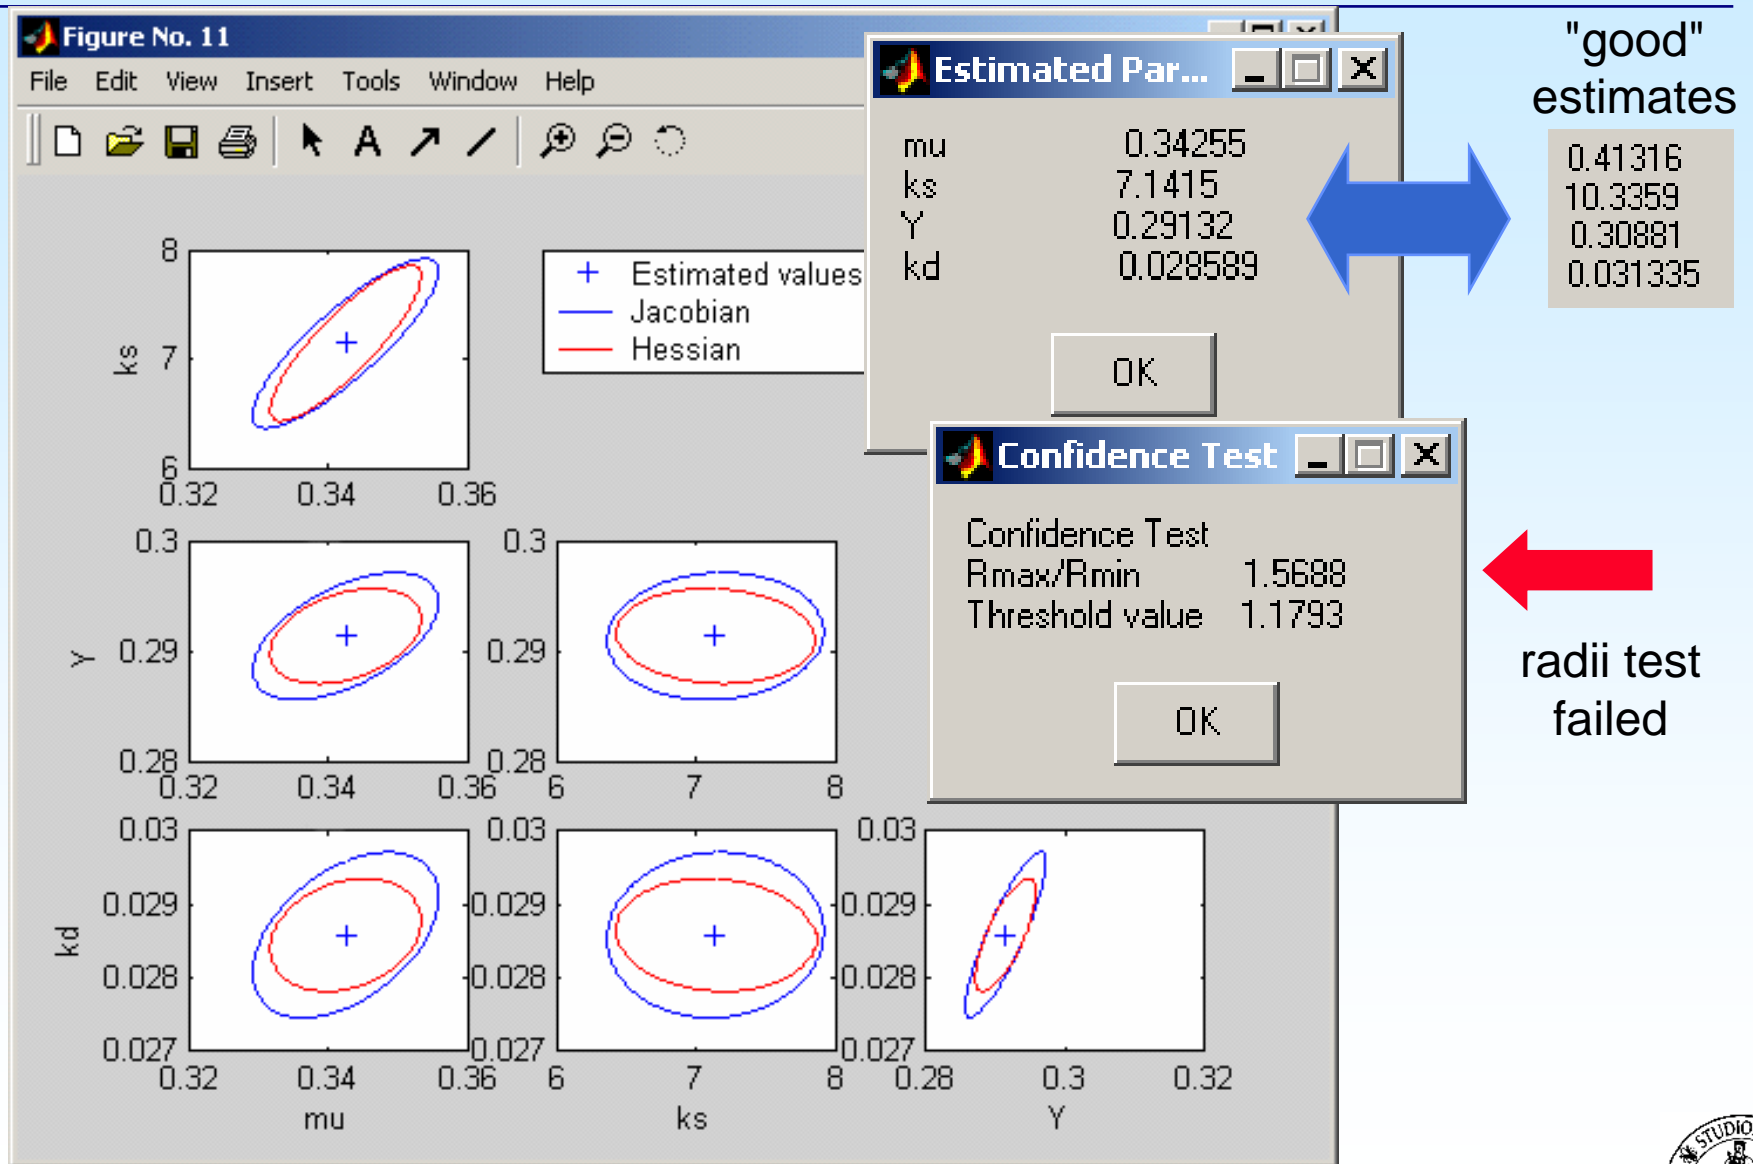 Figure No. 11
File Edit View Insert Tools Window Help
A
Estimated Par...
mu 0.34255
ks 7.1415
Y 0.29132
kd 0.028589
OK
"good"
estimates
0.41316
10.3359
0.30881
0.031335
Estimated values
Jacobian
Hessian
Confidence Test
Confidence Test
Rmax/Rmin 1.5688
Threshold value 1.1793
OK
radii test
failed
8
7
6
ks
0.32 0.34 0.36
0.3
0.29
0.28
Y
0.32 0.34 0.36
0.3
0.29
0.28
6 7 8
0.03
0.029
0.028
0.027
kd
0.32 0.34 0.36
mu
0.03
0.029
0.028
0.027
6 7 8
ks
0.03
0.029
0.028
0.027
0.28 0.3 0.32
Y
STUDIO